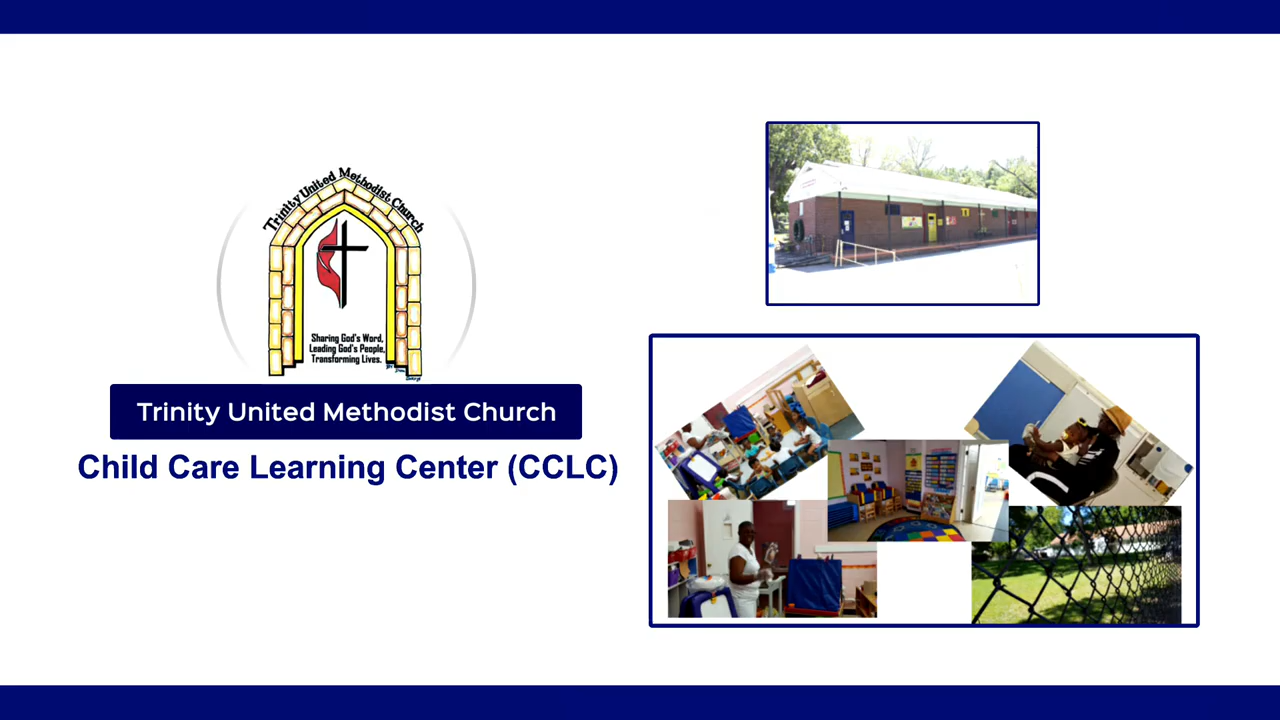 Trinity United Methodist Church
Sharing God's Word,
Leading God's People,
Transforming Lives.
Trinity United Methodist Church
Child Care Learning Center (CCLC)